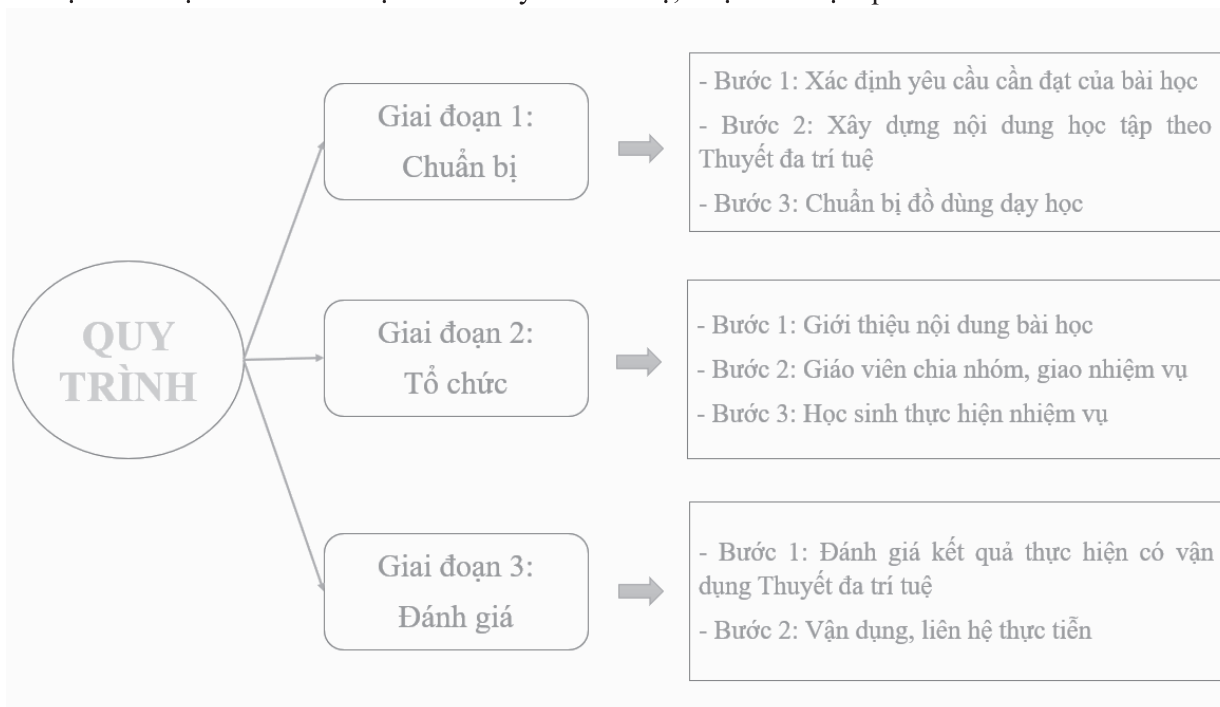 QUY
TRÌNH
Giai đoạn 1:
Chuẩn bị
- Bước 1: Xác định yêu cầu cần đạt của bài học
- Bước 2: Xây dựng nội dung học tập theo
Thuyết đa trí tuệ
- Bước 3: Chuẩn bị đồ dùng dạy học
Giai đoạn 2:
Tổ chức
- Bước 1: Giới thiệu nội dung bài học
- Bước 2: Giáo viên chia nhóm, giao nhiệm vụ
- Bước 3: Học sinh thực hiện nhiệm vụ
Giai đoạn 3:
Đánh giá
- Bước 1: Đánh giá kết quả thực hiện có vận
dụng Thuyết đa trí tuệ
- Bước 2: Vận dụng, liên hệ thực tiễn